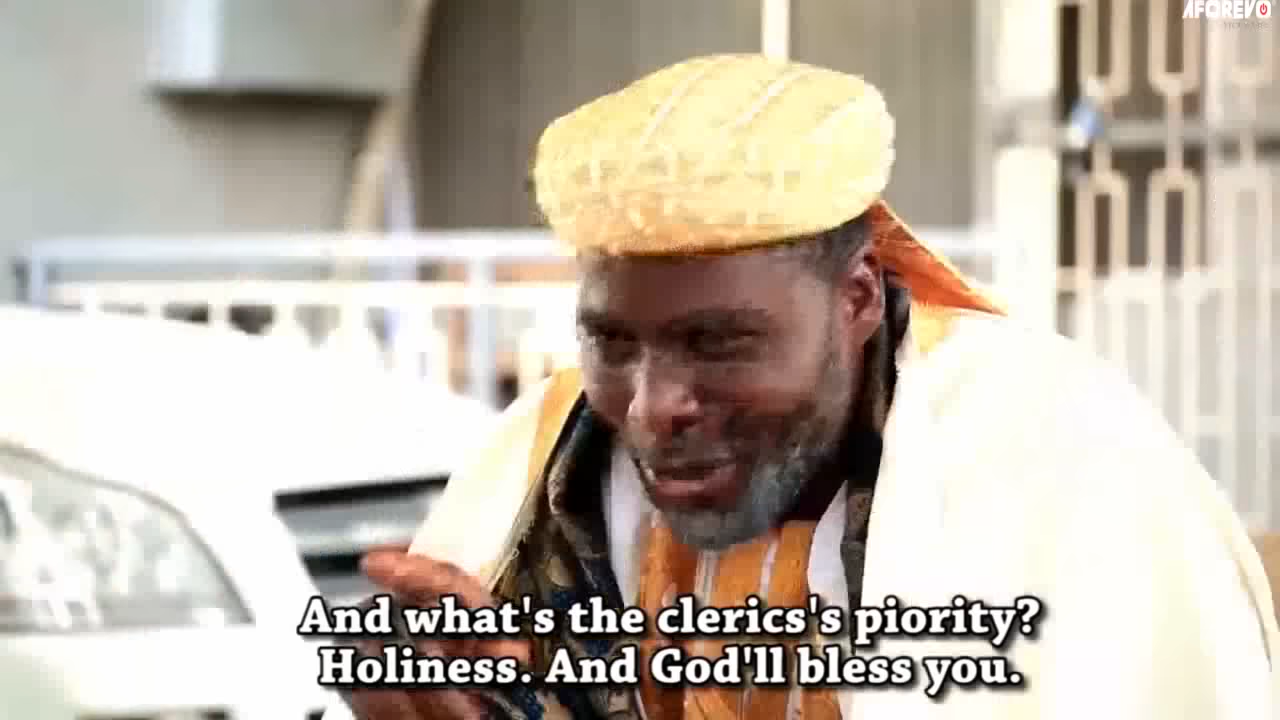 AFOREVO
And what's the clerics's piority?
Holiness. And God'll bless you.